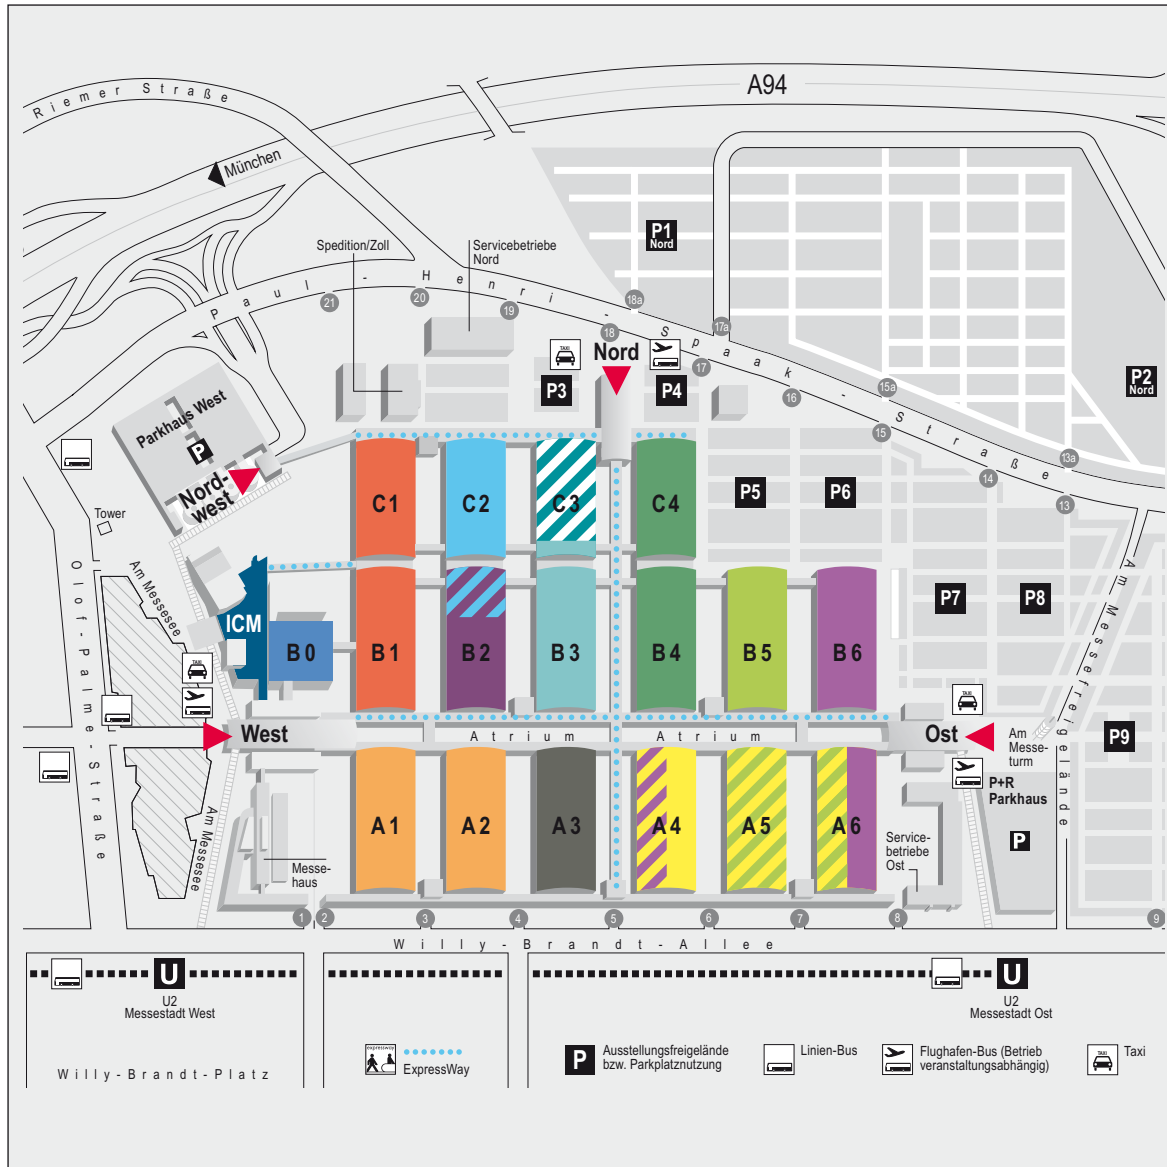 A94
Riemer Straße
München
P1
Nord
Spedition/Zoll
Servicebetriebe
Nord
Paul-Henri-Spaak-Straße
21
20
19
18
18a
17a
17
16
15a
15
14
13a
13
TAXI
Nord
P3
P4
P2
Nord
Parkhaus West
P
Nord-
west
Tower
C1
C2
C3
C4
P5
P6
Olof-Palme-Straße
Am Messesee
ICM
B0
B1
B2
B3
B4
B5
B6
P7
P8
Am Messefreigelände
TAXI
TAXI
West
Atrium
Atrium
Ost
Am
Messe-
turm
P9
P+R
Parkhaus
P
Am Messesee
A1
A2
A3
A4
A5
A6
Service-
betriebe
Ost
Messe-
haus
1
2
3
4
5
6
7
8
9
Willy-Brandt-Allee
U
U2
Messestadt West
U
U2
Messestadt Ost
Willy-Brandt-Platz
expressway
ExpressWay
P
Ausstellungsfreigelände
bzw. Parkplatznutzung
Linien-Bus
Flughafen-Bus (Betrieb
veranstaltungsabhängig)
TAXI
Taxi